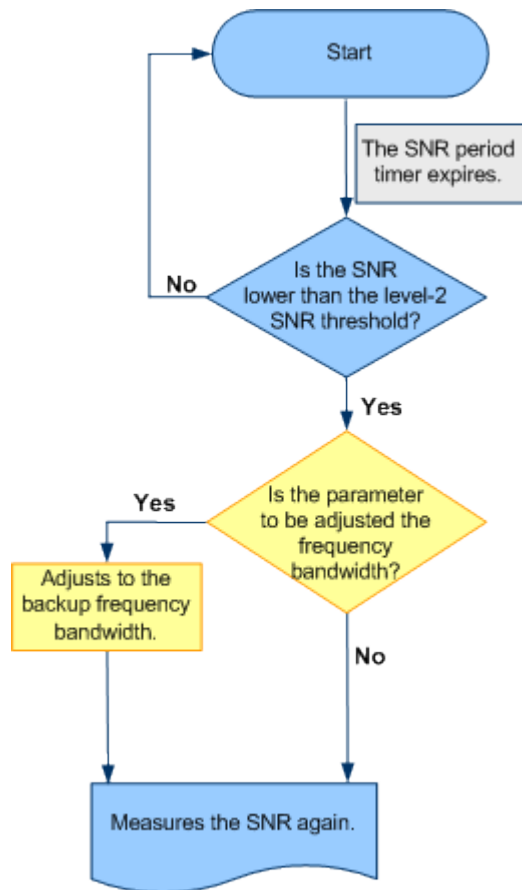 Start
The SNR period
timer expires.
Is the SNR
lower than the level-2
SNR threshold?
No
Yes
Is the parameter
to be adjusted the
frequency
bandwidth?
Yes
Adjusts to the
backup frequency
bandwidth.
No
Measures the SNR again.